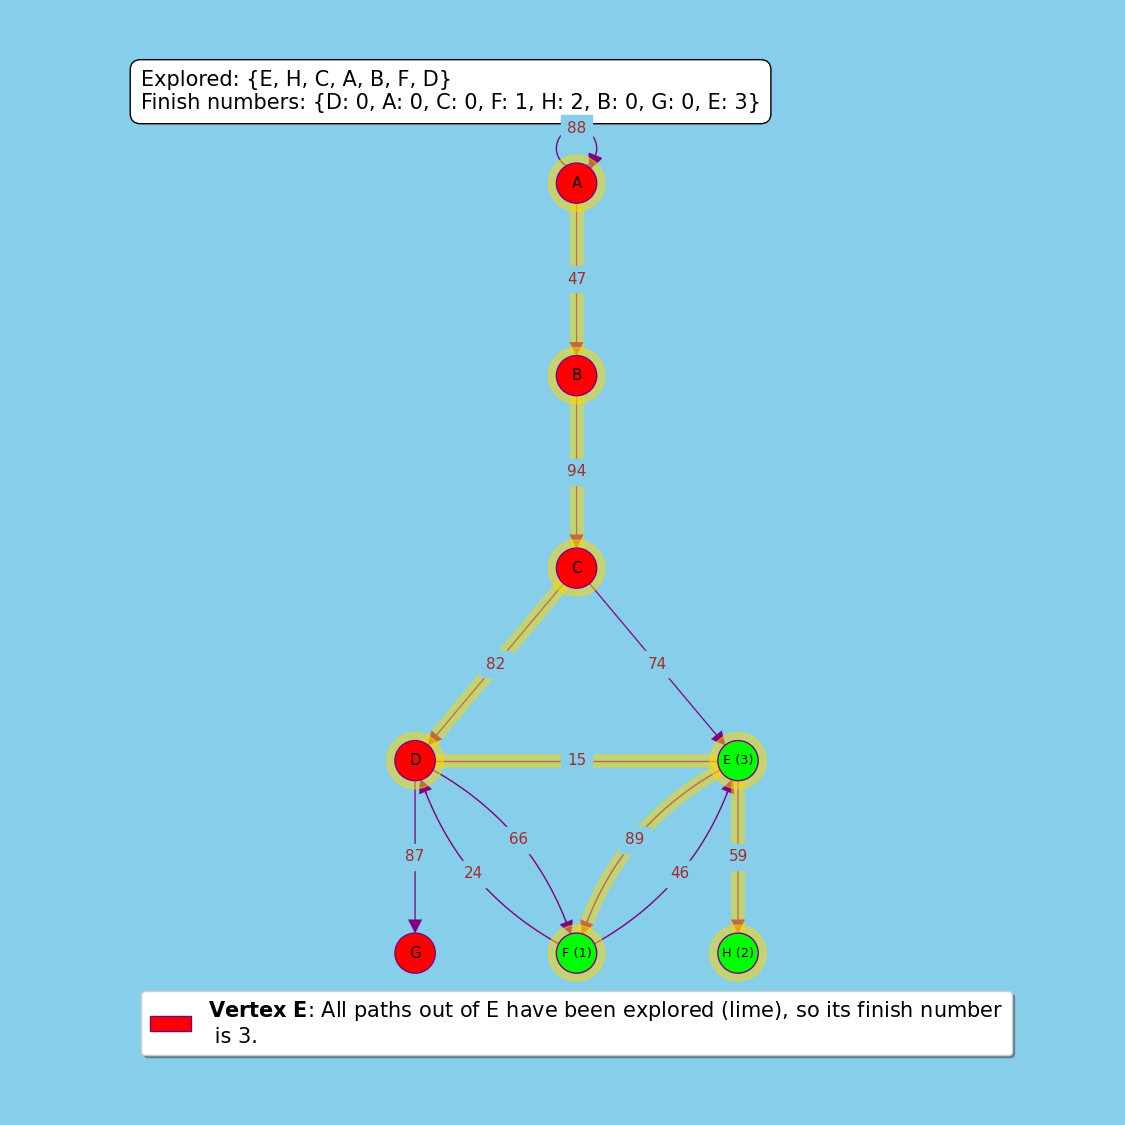 Explored: {E, H, C, A, B, F, D}
Finish numbers: {D: 0, A: 0, C: 0, F: 1, H: 2, B: 0, G: 0, E: 3}
88
A
47
B
94
C
82
74
D
15
E (3)
66
89
87
59
24
46
G
F (1)
H (2)
Vertex E: All paths out of E have been explored (lime), so its finish number
is 3.